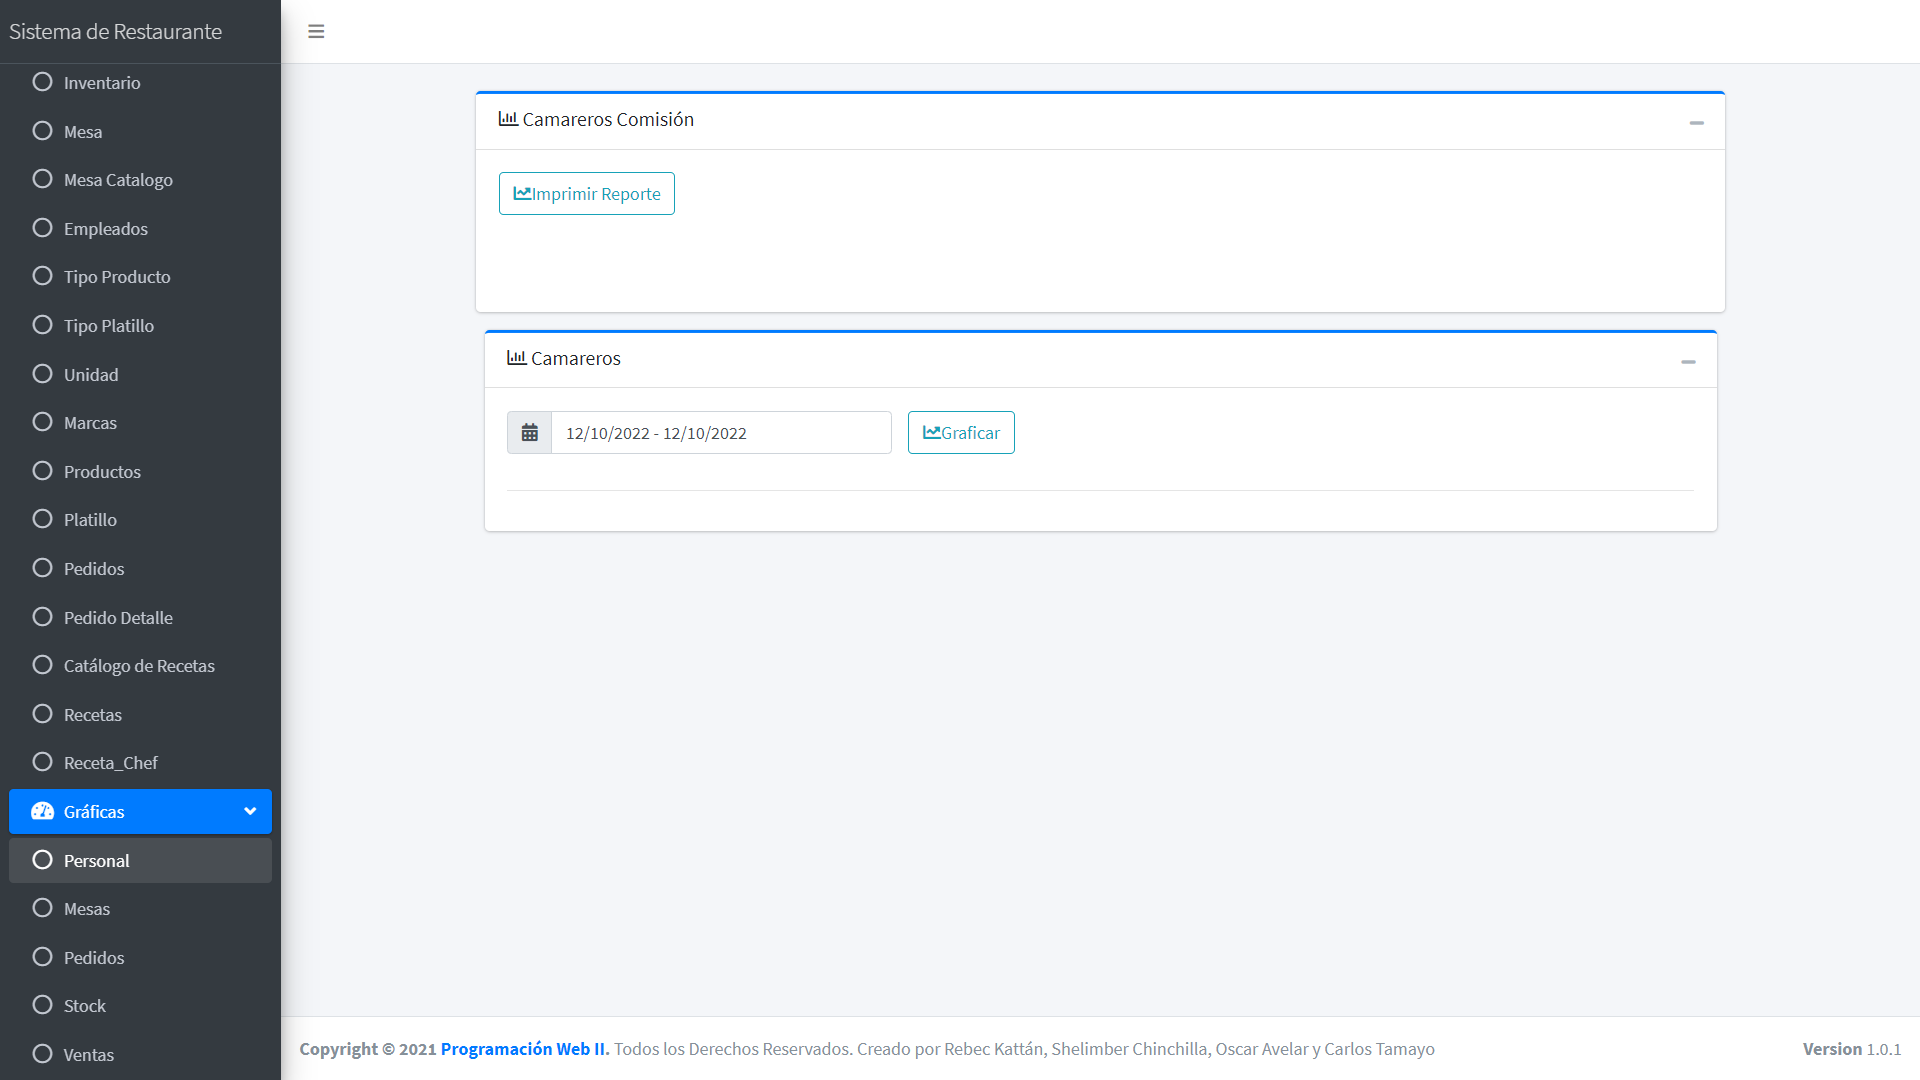 Sistema de Restaurante
Inventario
Mesa
Mesa Catalogo
Empleados
Tipo Producto
Tipo Platillo
Unidad
Marcas
Productos
Platillo
Pedidos
Pedido Detalle
Catálogo de Recetas
Recetas
Receta_Chef
Gráficas
Personal
Mesas
Pedidos
Stock
Ventas
Camareros Comisión
Imprimir Reporte
Camareros
12/10/2022 - 12/10/2022
Graficar
Copyright © 2021 Programación Web II. Todos los Derechos Reservados. Creado por Rebec Kattán, Shelimber Chinchilla, Oscar Avelar y Carlos Tamayo
Version 1.0.1